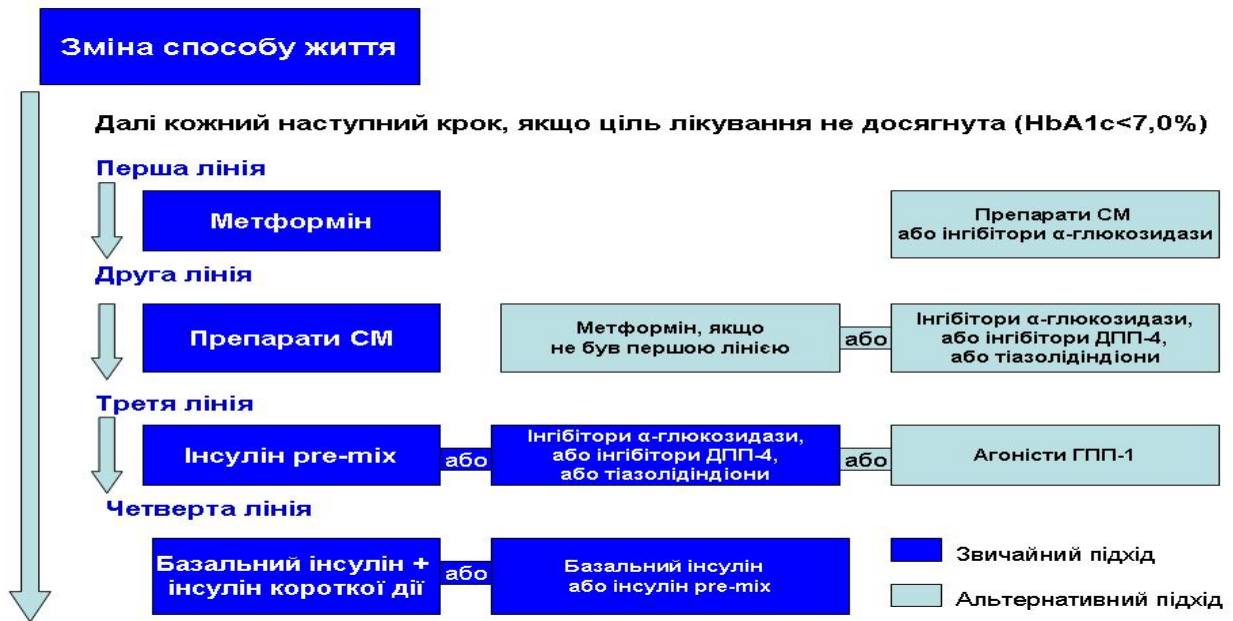 Зміна способу життя
Далі кожний наступний крок, якщо ціль лікування не досягнута (HbA1c<7,0%)
Перша лінія
Метформін
Препарати СМ
або інгібітори α-глюкозидази
Друга лінія
Препарати СМ
Метформін, якщо
не був першою лінією
або
Інгібітори α-глюкозидази,
або інгібітори ДПП-4,
або тіазолідіндіони
Третя лінія
Інсулін pre-mix
або
Інгібітори α-глюкозидази,
або інгібітори ДПП-4,
або тіазолідіндіони
або
Агоністи ГПП-1
Четверта лінія
Базальний інсулін +
інсулін короткої дії
або
Базальний інсулін
або інсулін pre-mix
Звичайний підхід
Альтернативний підхід